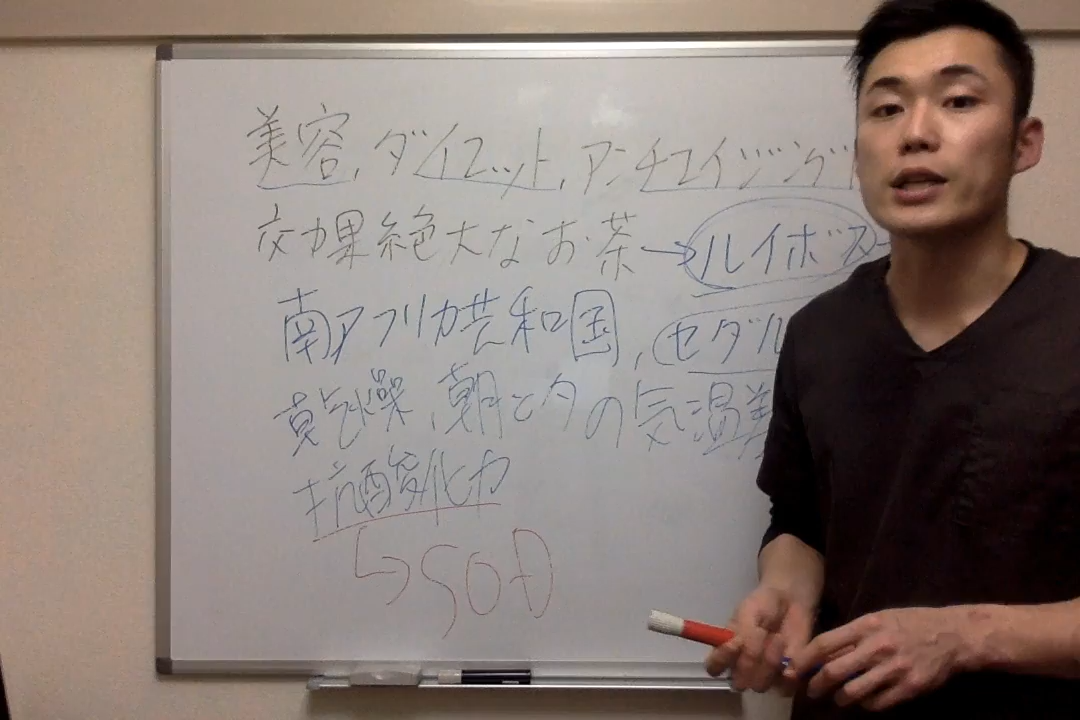 美容,ダイエット,アンチエイジング
効果絶大なお茶→ルイボス
南アフリカ共和国,セダル
乾燥,朝と夕の気温差
抗酸化力
↳SOD